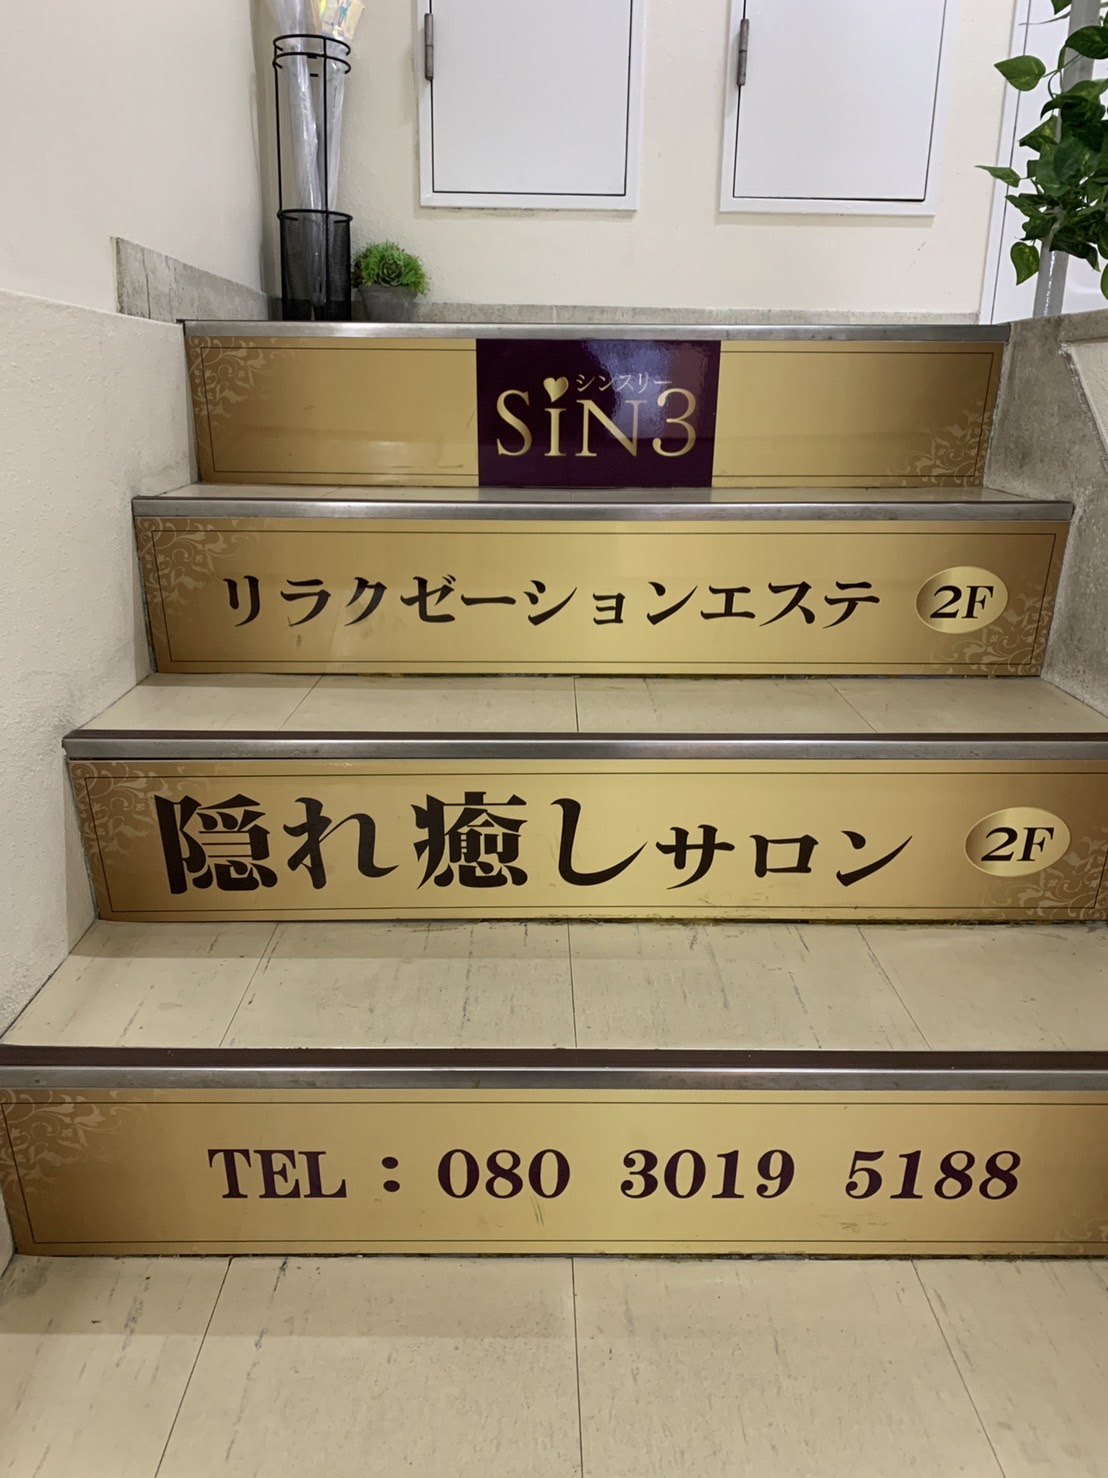 シンスリー
SiN3
リラクゼーションエステ 2F
隠れ癒しサロン 2F
TEL：080 3019 5188